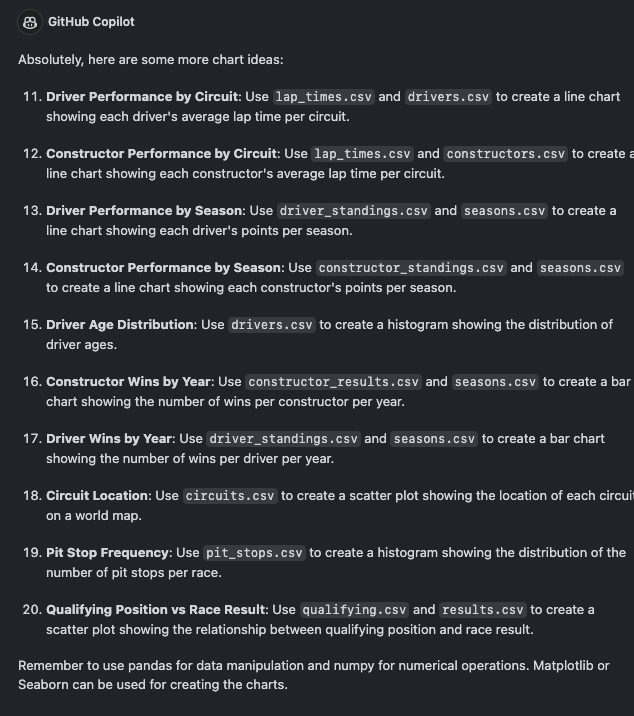 GitHub Copilot
Absolutely, here are some more chart ideas:
11. Driver Performance by Circuit: Use lap_times.csv and drivers.csv to create a line chart
showing each driver's average lap time per circuit.
12. Constructor Performance by Circuit: Use lap_times.csv and constructors.csv to create a
line chart showing each constructor's average lap time per circuit.
13. Driver Performance by Season: Use driver_standings.csv and seasons.csv to create a
line chart showing each driver's points per season.
14. Constructor Performance by Season: Use constructor_standings.csv and seasons.csv
to create a line chart showing each constructor's points per season.
15. Driver Age Distribution: Use drivers.csv to create a histogram showing the distribution of
driver ages.
16. Constructor Wins by Year: Use constructor_results.csv and seasons.csv to create a bar
chart showing the number of wins per constructor per year.
17. Driver Wins by Year: Use driver_standings.csv and seasons.csv to create a bar chart
showing the number of wins per driver per year.
18. Circuit Location: Use circuits.csv to create a scatter plot showing the location of each circuit
on a world map.
19. Pit Stop Frequency: Use pit_stops.csv to create a histogram showing the distribution of the
number of pit stops per race.
20. Qualifying Position vs Race Result: Use qualifying.csv and results.csv to create a
scatter plot showing the relationship between qualifying position and race result.
Remember to use pandas for data manipulation and numpy for numerical operations. Matplotlib or
Seaborn can be used for creating the charts.